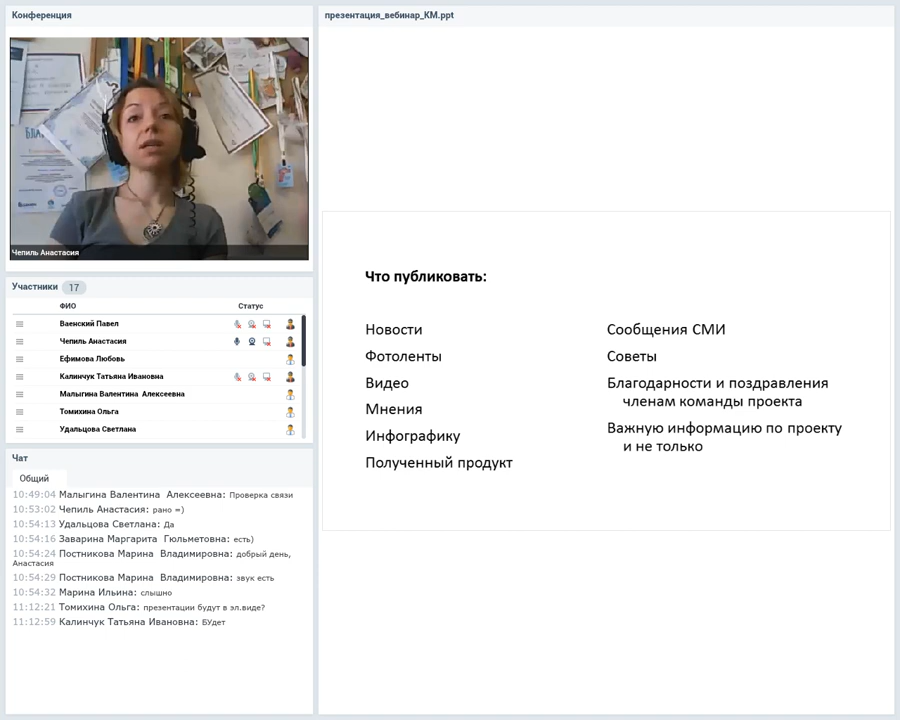 Конференция
Чепиль Анастасия
Участники 17
ФИО Статус
Ваенский Павел
Чепиль Анастасия
Ефимова Любовь
Калинчук Татьяна Ивановна
Малыгина Валентина Алексеевна
Томихина Ольга
Удальцова Светлана
Чат
Общий
10:49:04 Малыгина Валентина Алексеевна: Проверка связи
10:53:02 Чепиль Анастасия: рано =)
10:54:13 Удальцова Светлана: Да
10:54:16 Заварина Маргарита Гюльметовна: есть)
10:54:24 Постникова Марина Владимировна: добрый день,
Анастасия
10:54:29 Постникова Марина Владимировна: звук есть
10:54:32 Марина Ильина: слышно
11:12:21 Томихина Ольга: презентации будут в эл.виде?
11:12:59 Калинчук Татьяна Ивановна: БУдет
презентация_вебинар_КМ.ppt
Что публиковать:
Новости
Фотоленты
Видео
Мнения
Инфографику
Полученный продукт
Сообщения СМИ
Советы
Благодарности и поздравления
членам команды проекта
Важную информацию по проекту
и не только